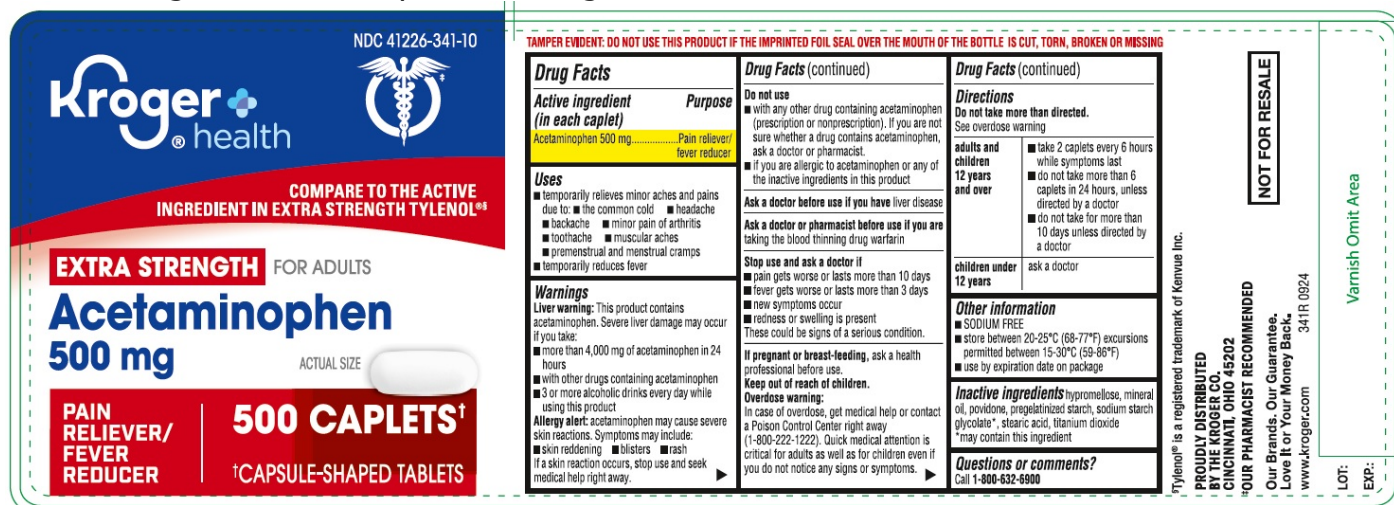 NDC 41226-341-10
Kroger
® health
‡
COMPARE TO THE ACTIVE
INGREDIENT IN EXTRA STRENGTH TYLENOL®§
EXTRA STRENGTH FOR ADULTS
Acetaminophen
500 mg
ACTUAL SIZE
PAIN
RELIEVER/
FEVER
REDUCER
500 CAPLETS†
†CAPSULE-SHAPED TABLETS
TAMPER EVIDENT: DO NOT USE THIS PRODUCT IF THE IMPRINTED FOIL SEAL OVER THE MOUTH OF THE BOTTLE IS CUT, TORN, BROKEN OR MISSING
Drug Facts
Active ingredient Purpose
(in each caplet)
Acetaminophen 500 mg..................Pain reliever/
fever reducer
Uses
■ temporarily relieves minor aches and pains
due to: ■ the common cold ■ headache
■ backache ■ minor pain of arthritis
■ toothache ■ muscular aches
■ premenstrual and menstrual cramps
■ temporarily reduces fever
Warnings
Liver warning: This product contains
acetaminophen. Severe liver damage may occur
if you take:
■ more than 4,000 mg of acetaminophen in 24
hours
■ with other drugs containing acetaminophen
■ 3 or more alcoholic drinks every day while
using this product
Allergy alert: acetaminophen may cause severe
skin reactions. Symptoms may include:
■ skin reddening ■ blisters ■ rash
If a skin reaction occurs, stop use and seek
medical help right away.
Drug Facts (continued)
Do not use
■ with any other drug containing acetaminophen
(prescription or nonprescription). If you are not
sure whether a drug contains acetaminophen,
ask a doctor or pharmacist.
■ if you are allergic to acetaminophen or any of
the inactive ingredients in this product
Ask a doctor before use if you have liver disease
Ask a doctor or pharmacist before use if you are
taking the blood thinning drug warfarin
Stop use and ask a doctor if
■ pain gets worse or lasts more than 10 days
■ fever gets worse or lasts more than 3 days
■ new symptoms occur
■ redness or swelling is present
These could be signs of a serious condition.
If pregnant or breast-feeding, ask a health
professional before use.
Keep out of reach of children.
Overdose warning:
In case of overdose, get medical help or contact
a Poison Control Center right away
(1-800-222-1222). Quick medical attention is
critical for adults as well as for children even if
you do not notice any signs or symptoms.
Drug Facts (continued)
Directions
Do not take more than directed.
See overdose warning
adults and
children
12 years
and over
■ take 2 caplets every 6 hours
while symptoms last
■ do not take more than 6
caplets in 24 hours, unless
directed by a doctor
■ do not take for more than
10 days unless directed by
a doctor
children under
12 years
ask a doctor
Other information
■ SODIUM FREE
■ store between 20-25°C (68-77°F) excursions
permitted between 15-30°C (59-86°F)
■ use by expiration date on package
Inactive ingredients hypromellose, mineral
oil, povidone, pregelatinized starch, sodium starch
glycolate*, stearic acid, titanium dioxide
*may contain this ingredient
Questions or comments?
Call 1-800-632-6900
§Tylenol® is a registered trademark of Kenvue Inc.
PROUDLY DISTRIBUTED
BY THE KROGER CO.
CINCINNATI, OHIO 45202
‡OUR PHARMACIST RECOMMENDED
NOT FOR RESALE
Our Brands. Our Guarantee.
Love It or Your Money Back.
www.kroger.com 341R 0924
Varnish Omit Area
LOT:
EXP.: